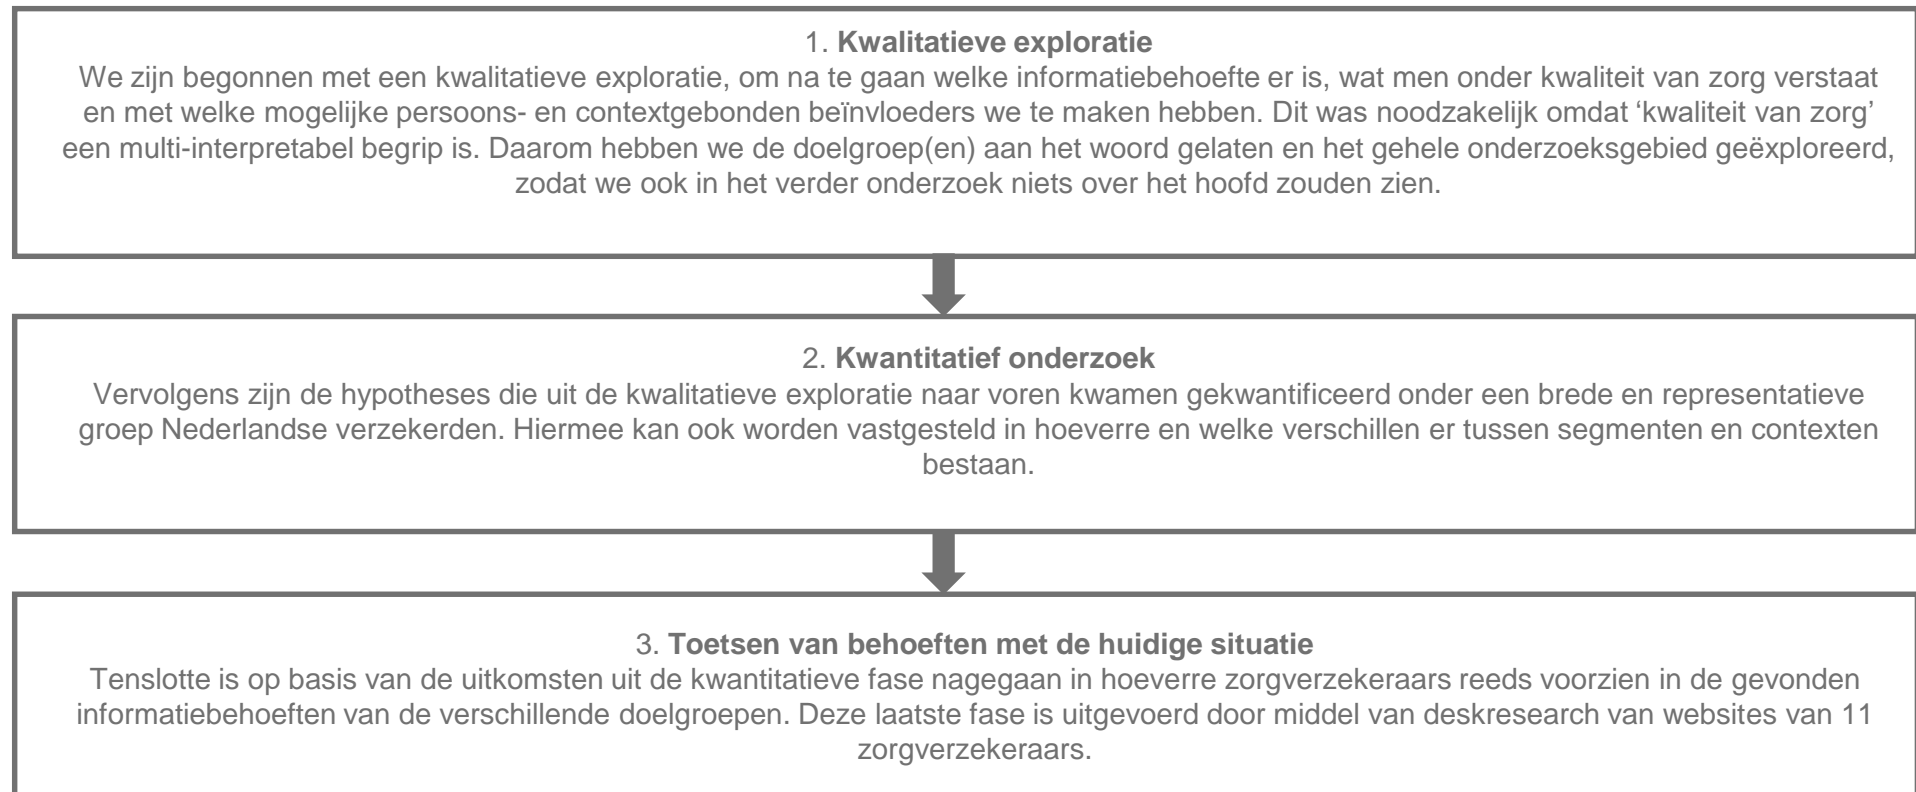 1. Kwalitatieve exploratie
We zijn begonnen met een kwalitatieve exploratie, om na te gaan welke informatiebehoefte er is, wat men onder kwaliteit van zorg verstaat
en met welke mogelijke persoons- en contextgebonden beïnvloeders we te maken hebben. Dit was noodzakelijk omdat ‘kwaliteit van zorg’
een multi-interpretabel begrip is. Daarom hebben we de doelgroep(en) aan het woord gelaten en het gehele onderzoeksgebied geëxploreerd,
zodat we ook in het verder onderzoek niets over het hoofd zouden zien.
2. Kwantitatief onderzoek
Vervolgens zijn de hypotheses die uit de kwalitatieve exploratie naar voren kwamen gekwantificeerd onder een brede en representatieve
groep Nederlandse verzekerden. Hiermee kan ook worden vastgesteld in hoeverre en welke verschillen er tussen segmenten en contexten
bestaan.
3. Toetsen van behoeften met de huidige situatie
Tenslotte is op basis van de uitkomsten uit de kwantitatieve fase nagegaan in hoeverre zorgverzekeraars reeds voorzien in de gevonden
informatiebehoeften van de verschillende doelgroepen. Deze laatste fase is uitgevoerd door middel van deskresearch van websites van 11
zorgverzekeraars.